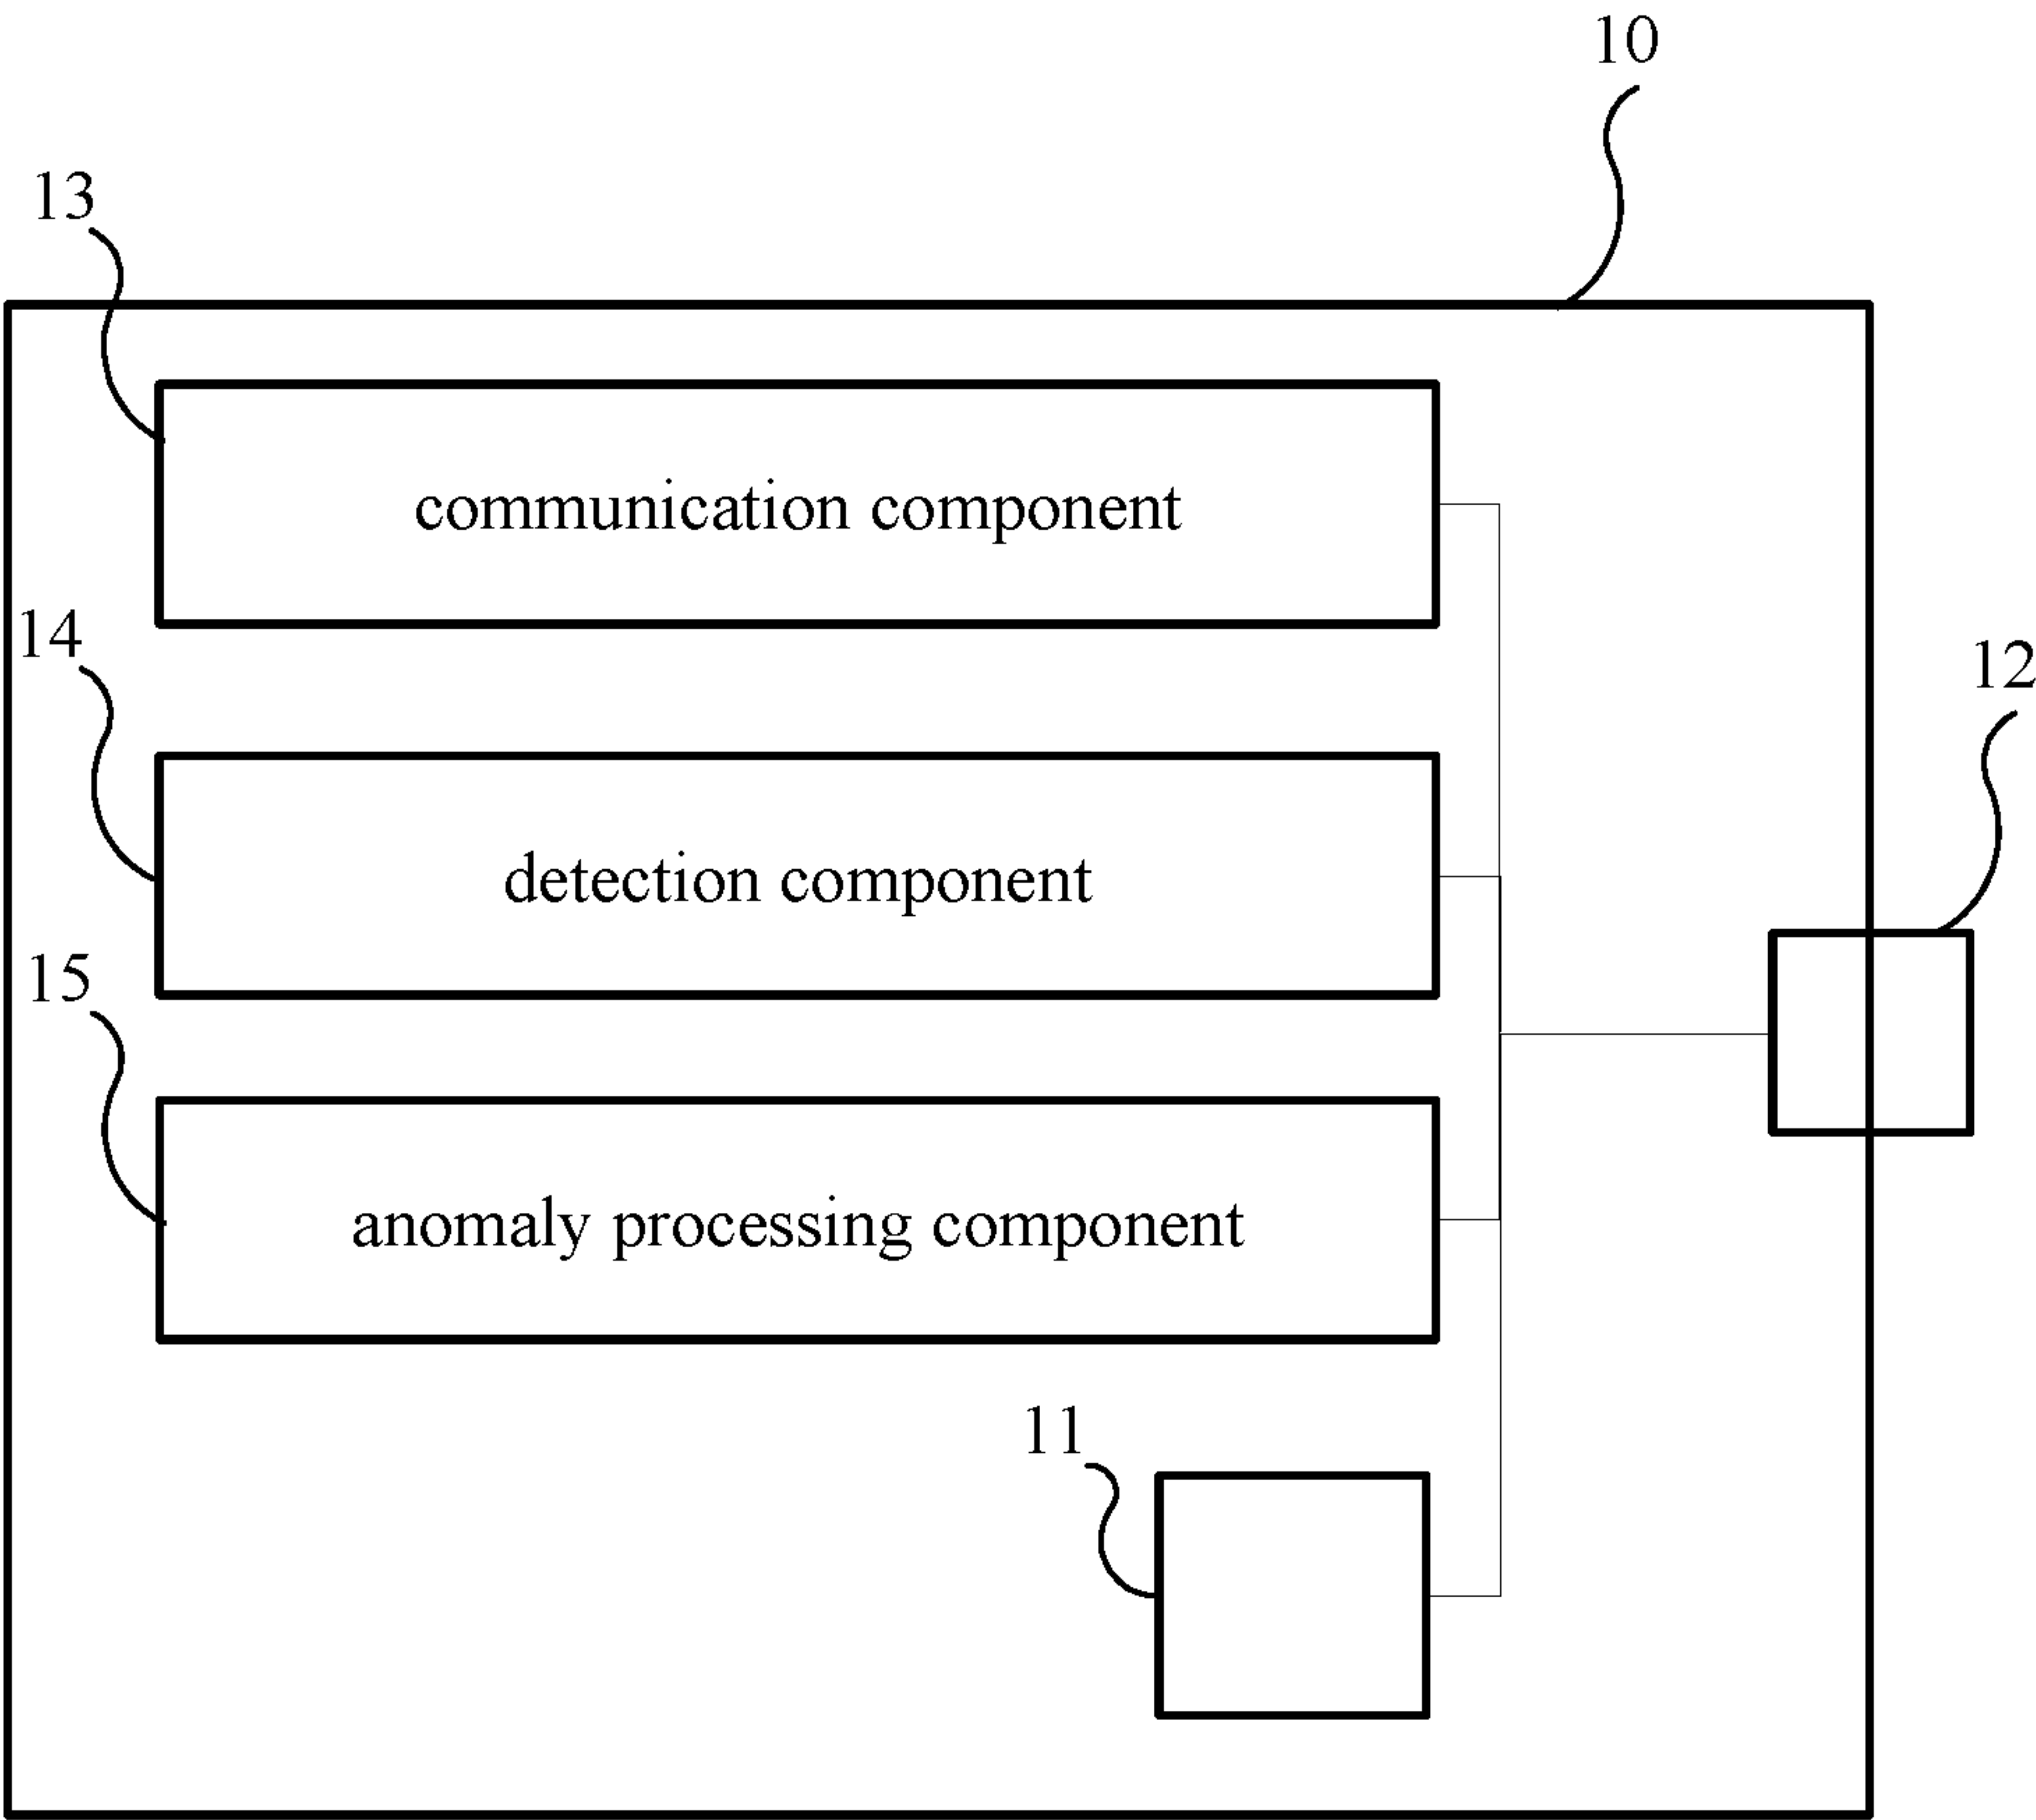 10
13
communication component
14
12
detection component
15
anomaly processing component
11